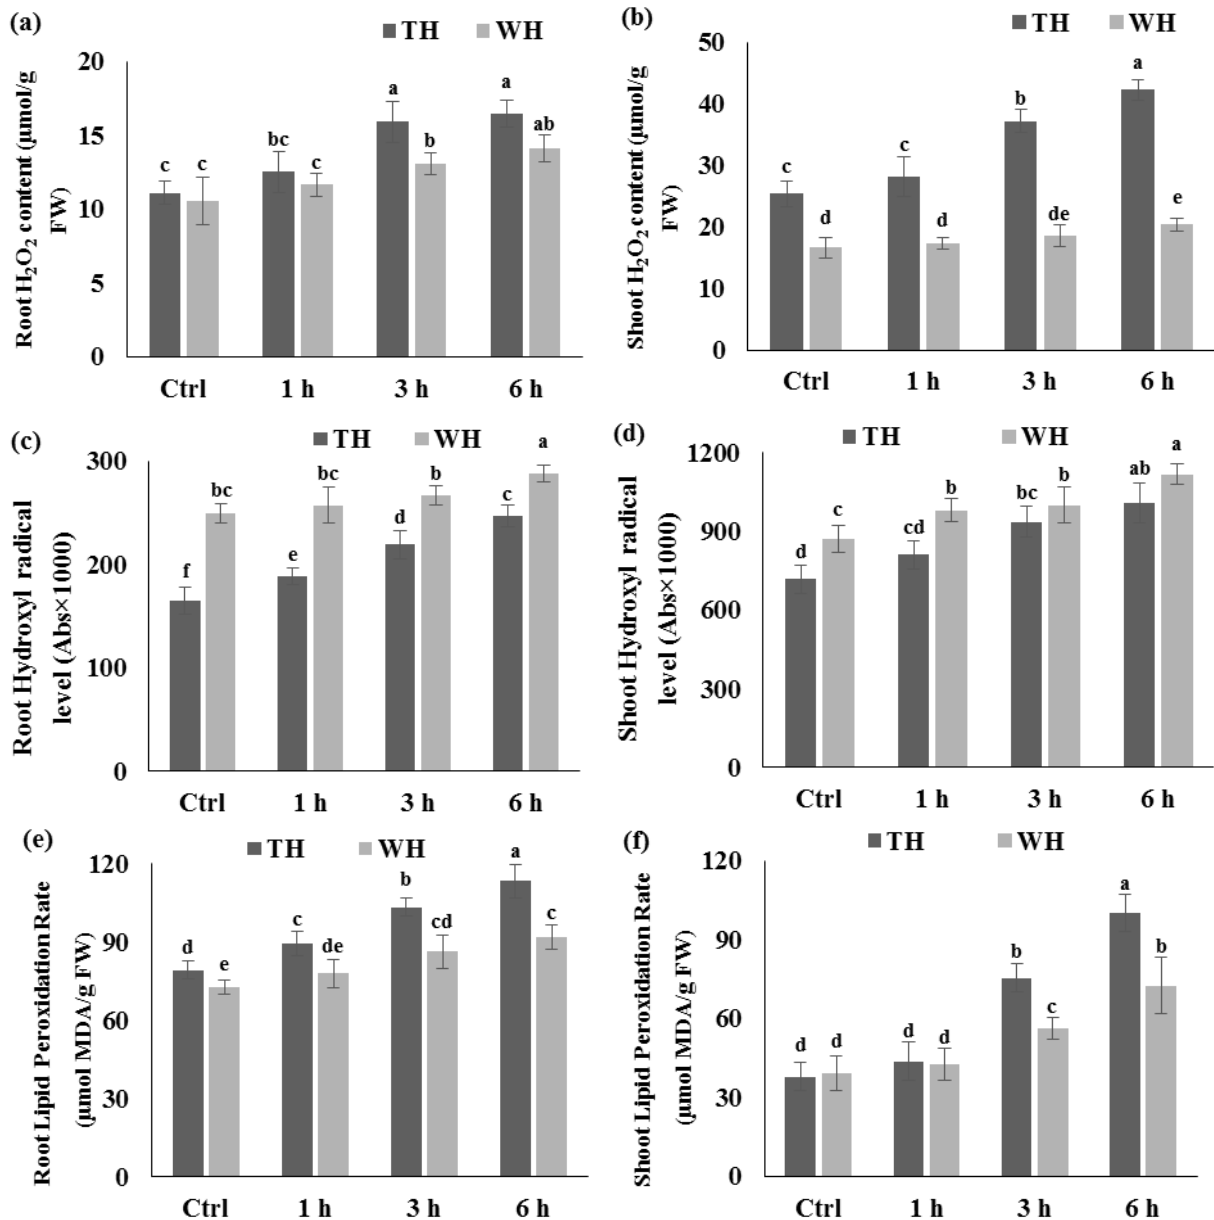 (a)
TH WH
Root H₂O₂ content (µmol/g
FW)
20
15
10
5
0
c c bc c a b a ab
Ctrl 1 h 3 h 6 h
(b)
TH WH
Shoot H₂O₂ content (µmol/g
FW)
50
40
30
20
10
0
c d c d b de a e
Ctrl 1 h 3 h 6 h
(c)
TH WH
Root Hydroxyl radical
level (Abs×1000)
300
200
100
0
f bc e bc d b c a
Ctrl 1 h 3 h 6 h
(d)
TH WH
Shoot Hydroxyl radical
level (Abs×1000)
1200
900
600
300
0
d c cd b bc b ab a
Ctrl 1 h 3 h 6 h
(e)
TH WH
Root Lipid Peroxidation Rate
(µmol MDA/g FW)
120
90
60
30
0
d e c de b cd a c
Ctrl 1 h 3 h 6 h
(f)
TH WH
Shoot Lipid Peroxidation Rate
(µmol MDA/g FW)
120
90
60
30
0
d d d d b c a b
Ctrl 1 h 3 h 6 h